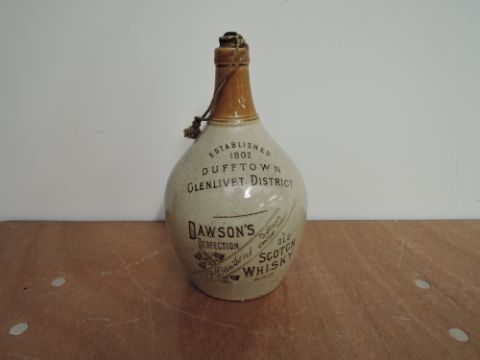 ESTABLISHED
1802
DUFFTOWN
GLENLIVET DISTRICT
DAWSON'S
PERFECTION
OLD
SCOTCH
WHISKY